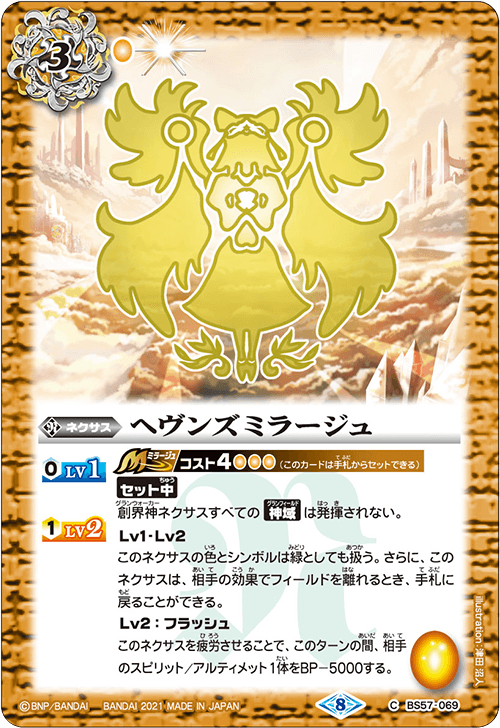 3
ネクサス ヘヴンズミラージュ
0 LV1
M ミラージュ コスト4 (このカードは手札からセットできる)
セット中
創界神ネクサスすべての 神域 は発揮されない。
1 LV2
Lv1・Lv2
このネクサスの色とシンボルは緑としても扱う。さらに、この
ネクサスは、相手の効果でフィールドを離れるとき、手札に
戻ることができる。
Lv2：フラッシュ
このネクサスを疲労させることで、このターンの間、相手
のスピリット/アルティメット1体をBP-5000する。
illustration:津田 沼人
©BNP/BANDAI BANDAI 2021 MADE IN JAPAN 8 C BS57-069